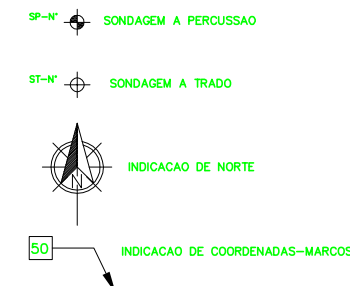 SP-N° SONDAGEM A PERCUSSAO
ST-N° SONDAGEM A TRADO
N INDICACAO DE NORTE
50 INDICACAO DE COORDENADAS-MARCOS